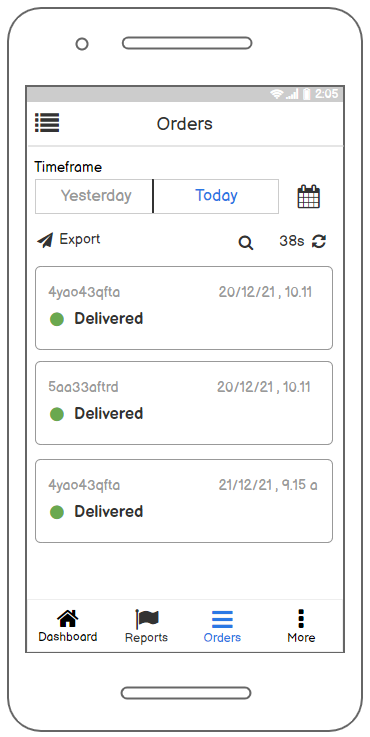 2:05
Orders
Timeframe
Yesterday Today
Export 38s
4yao43qfta 20/12/21 , 10.11
Delivered
5aa33aftrd 20/12/21 , 10.11
Delivered
4yao43qfta 21/12/21 , 9.15 a
Delivered
Dashboard Reports Orders More